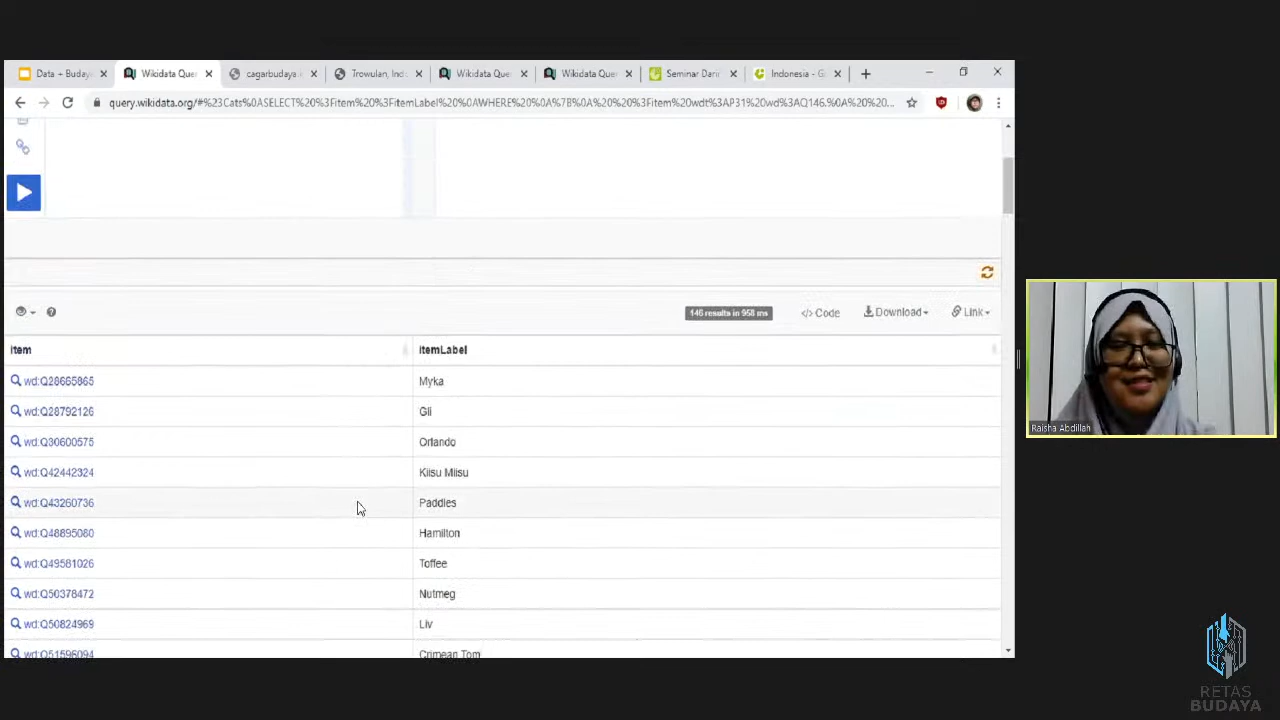 Data + Buday
Wikidata Que
cagarbudaya.
Trowulan, Ind
Wikidata Que
Wikidata Que
Seminar Darin
Indonesia - G
query.wikidata.org/#%23Cats%0ASELECT%20%3Fitem%20%3FitemLabel%20%0AWHERE%20%0A%7B%0A%20%20%3Fitem%20wdt%3AP31%20wd%3AQ146.%0A%20%20...
146 results in 958 ms
</> Code
Download
Link
item
itemLabel
wd:Q28665865
Myka
wd:Q28792126
Gli
wd:Q30600575
Orlando
wd:Q42442324
Kiisu Miisu
wd:Q43260736
Paddles
wd:Q48895080
Hamilton
wd:Q49581026
Toffee
wd:Q50378472
Nutmeg
wd:Q50824969
Liv
wd:Q51596094
Crimean Tom
Raisha Abdillah
RETAS
BUDAYA